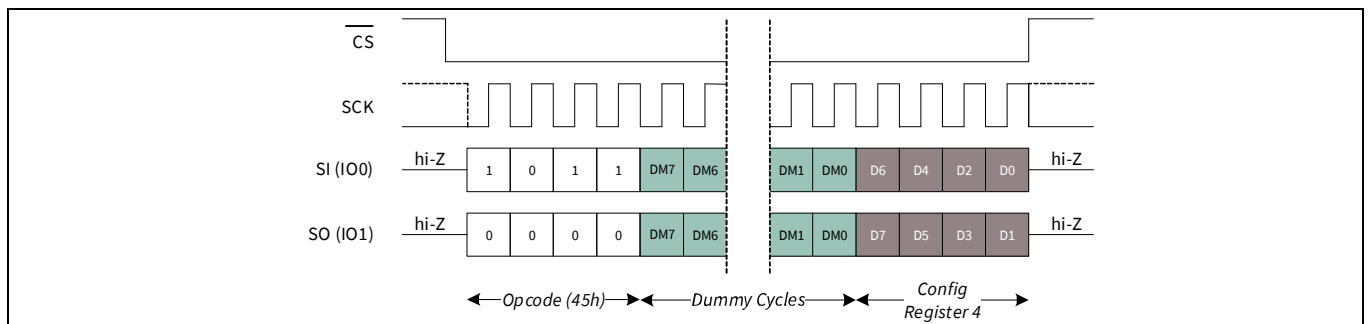 CS
SCK
SI (IO0) hi-Z 1 0 1 1 DM7 DM6 DM1 DM0 D6 D4 D2 D0 hi-Z
SO (IO1) hi-Z 0 0 0 0 DM7 DM6 DM1 DM0 D7 D5 D3 D1 hi-Z
Opcode (45h) Dummy Cycles Config
Register 4